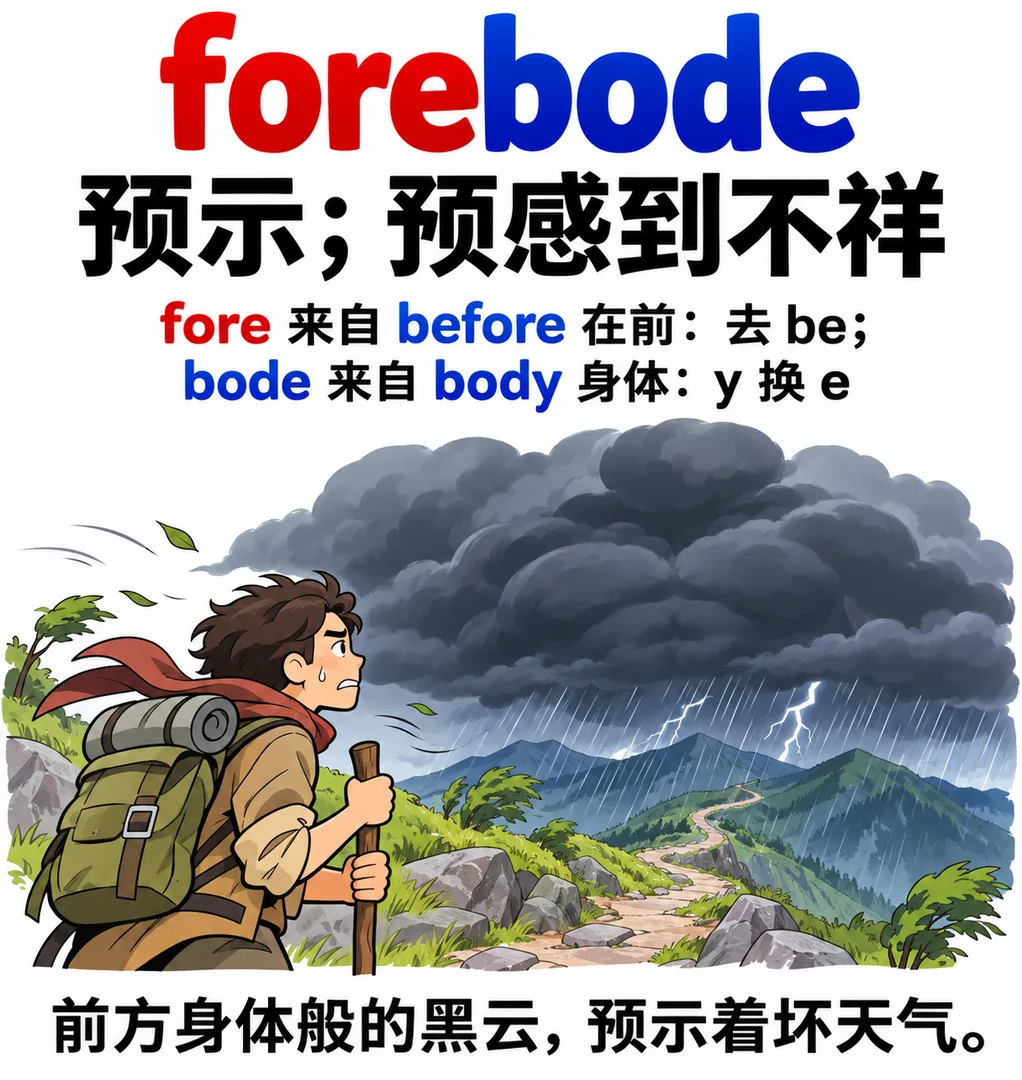 forebode
预示；预感到不祥
fore 来自 before 在前：去 be；
bode 来自 body 身体：y 换 e
前方身体般的黑云，预示着坏天气。